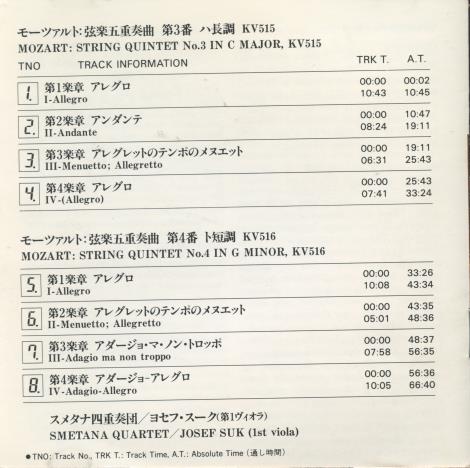 モーツァルト:弦楽五重奏曲 第3番 ハ長調 KV515
MOZART: STRING QUINTET No.3 IN C MAJOR, KV515
TNO TRACK INFORMATION TRK T. A.T.
1. 第1楽章 アレグロ 00:00 00:02
I-Allegro 10:43 10:45
2. 第2楽章 アンダンテ 00:00 10:47
II-Andante 08:24 19:11
3. 第3楽章 アレグレットのテンポのメヌエット 00:00 19:11
III-Menuetto; Allegretto 06:31 25:43
4. 第4楽章 アレグロ 00:00 25:43
IV-(Allegro) 07:41 33:24
モーツァルト:弦楽五重奏曲 第4番 ト短調 KV516
MOZART: STRING QUINTET No.4 IN G MINOR, KV516
5. 第1楽章 アレグロ 00:00 33:26
I-Allegro 10:08 43:34
6. 第2楽章 アレグレットのテンポのメヌエット 00:00 43:35
II-Menuetto; Allegretto 05:01 48:36
7. 第3楽章 アダージョ・マ・ノン・トロッポ 00:00 48:37
III-Adagio ma non troppo 07:58 56:35
8. 第4楽章 アダージョ-アレグロ 00:00 56:36
IV-Adagio-Allegro 10:05 66:40
スメタナ四重奏団/ヨセフ・スーク(第1ヴィオラ)
SMETANA QUARTET/JOSEF SUK (1st viola)
●TNO: Track No., TRK T.: Track Time, A.T.: Absolute Time (通し時間)